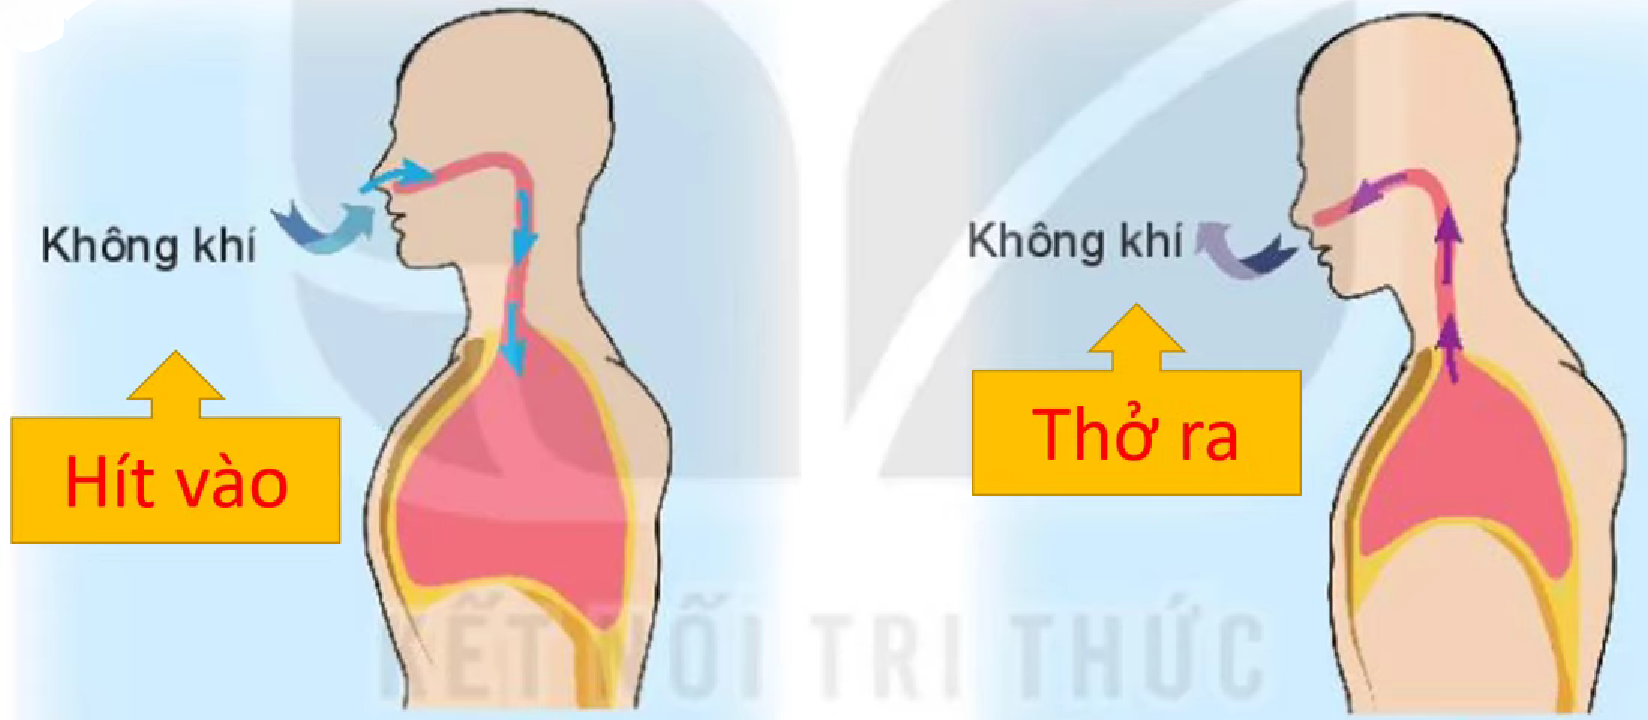 Không khí
Hít vào
Không khí
Thở ra
KẾT NỐI TRI THỨC